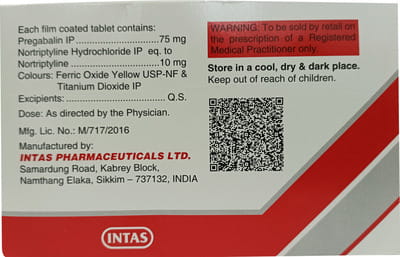 Each film coated tablet contains:
Pregabalin IP..............................75 mg
Nortriptyline Hydrochloride IP eq. to
Nortriptyline................................10 mg
Colours: Ferric Oxide Yellow USP-NF &
Titanium Dioxide IP
Excipients:....................................Q.S.
Dose: As directed by the Physician.
Mfg. Lic. No.: M/717/2016
Manufactured by:
INTAS PHARMACEUTICALS LTD.
Samardung Road, Kabrey Block,
Namthang Elaka, Sikkim – 737132, INDIA
WARNING: To be sold by retail on
the prescription of a Registered
Medical Practitioner only.
Store in a cool, dry & dark place.
Keep out of reach of children.
INTAS